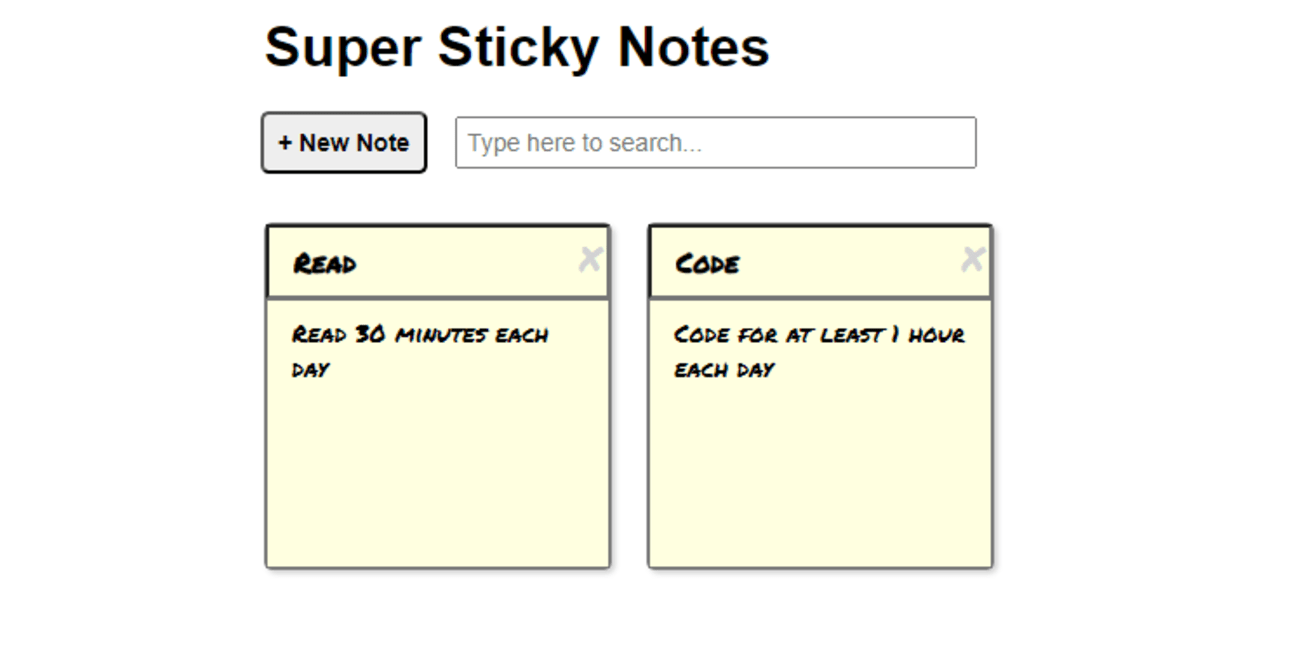 Super Sticky Notes
+ New Note
Type here to search...
Read
Read 30 minutes each
day
Code
Code for at least 1 hour
each day